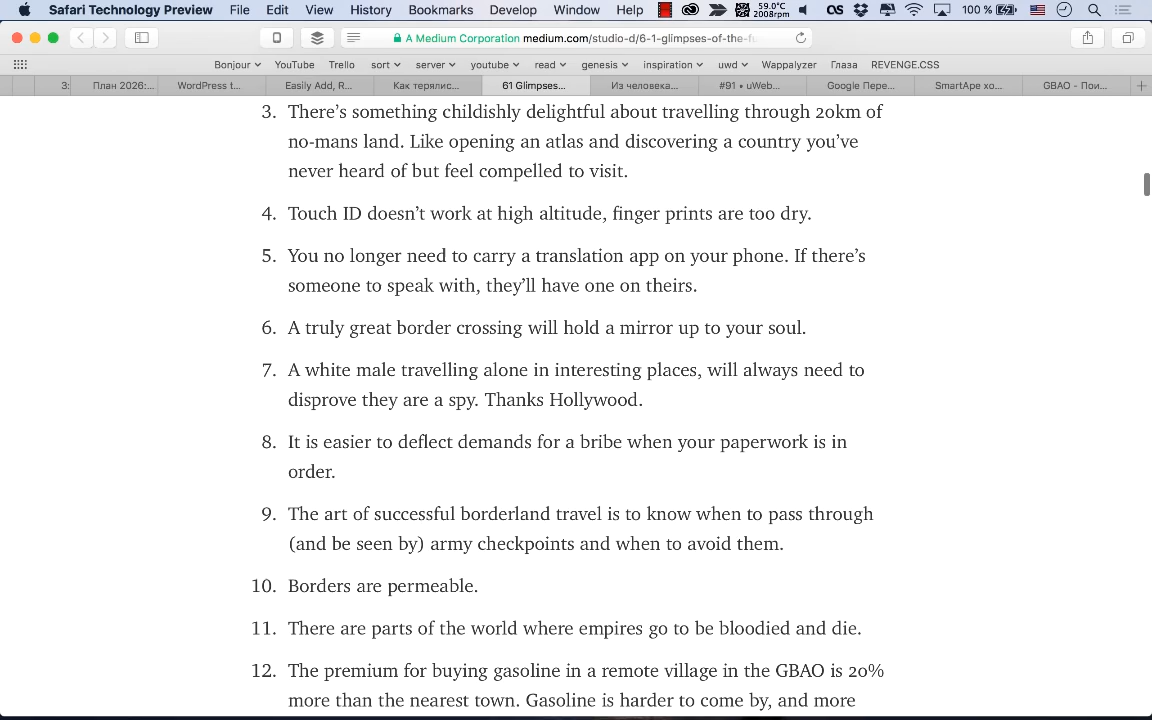 Safari Technology Preview File Edit View History Bookmarks Develop Window Help 59.0°C 2008rpm 100 %
A Medium Corporation medium.com/studio-d/6-1-glimpses-of-the-f
Bonjour YouTube Trello sort server youtube read genesis inspiration uwd Wappalyzer Глаза REVENGE.CSS
3: План 2026:... WordPress t... Easily Add, R... Как терялис... 61 Glimpses... Из человека... #91 • uWeb... Google Пере... SmartApe хо... GBAO - Пои...
3. There’s something childishly delightful about travelling through 20km of
no-mans land. Like opening an atlas and discovering a country you’ve
never heard of but feel compelled to visit.
4. Touch ID doesn’t work at high altitude, finger prints are too dry.
5. You no longer need to carry a translation app on your phone. If there’s
someone to speak with, they’ll have one on theirs.
6. A truly great border crossing will hold a mirror up to your soul.
7. A white male travelling alone in interesting places, will always need to
disprove they are a spy. Thanks Hollywood.
8. It is easier to deflect demands for a bribe when your paperwork is in
order.
9. The art of successful borderland travel is to know when to pass through
(and be seen by) army checkpoints and when to avoid them.
10. Borders are permeable.
11. There are parts of the world where empires go to be bloodied and die.
12. The premium for buying gasoline in a remote village in the GBAO is 20%
more than the nearest town. Gasoline is harder to come by, and more